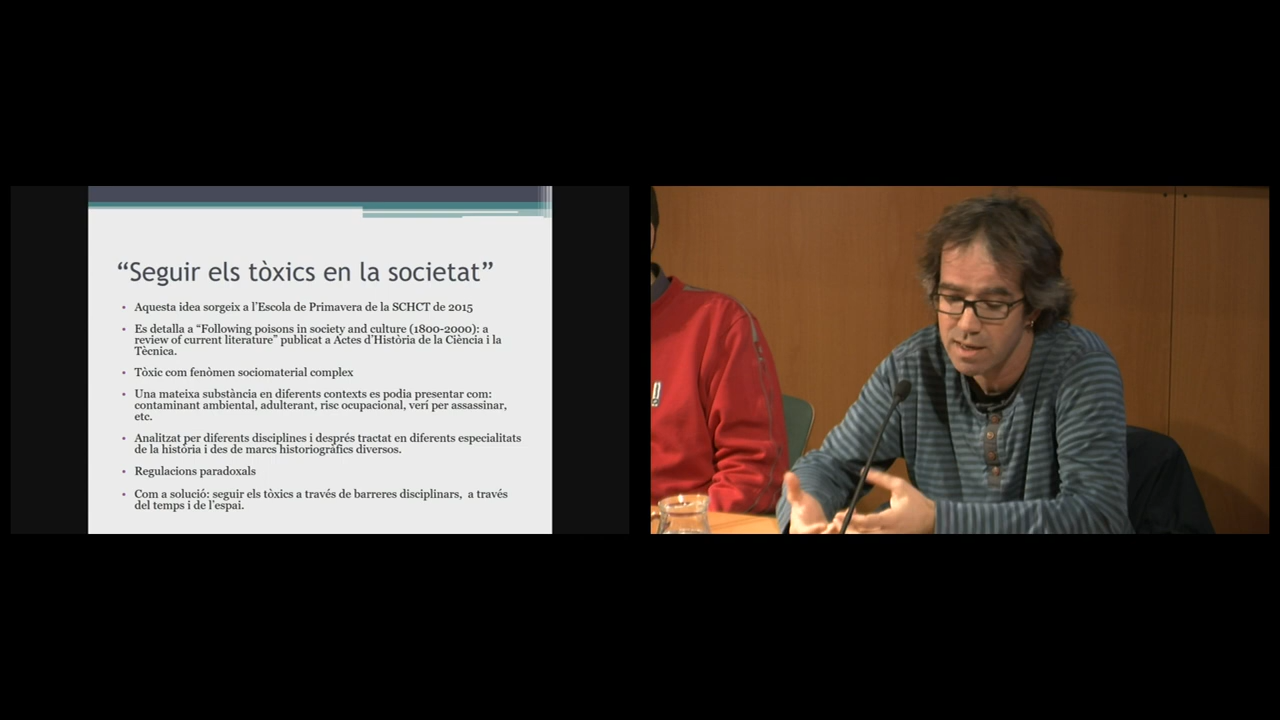 “Seguir els tòxics en la societat”
• Aquesta idea sorgeix a l’Escola de Primavera de la SCHCT de 2015
• Es detalla a “Following poisons in society and culture (1800-2000): a
review of current literature” publicat a Actes d’Història de la Ciència i la
Tècnica.
• Tòxic com fenòmen sociomaterial complex
• Una mateixa substància en diferents contexts es podia presentar com:
contaminant ambiental, adulterant, risc ocupacional, verí per assassinar,
etc.
• Analitzat per diferents disciplines i després tractat en diferents especialitats
de la història i des de marcs historiogràfics diversos.
• Regulacions paradoxals
• Com a solució: seguir els tòxics a través de barreres disciplinars, a través
del temps i de l’espai.